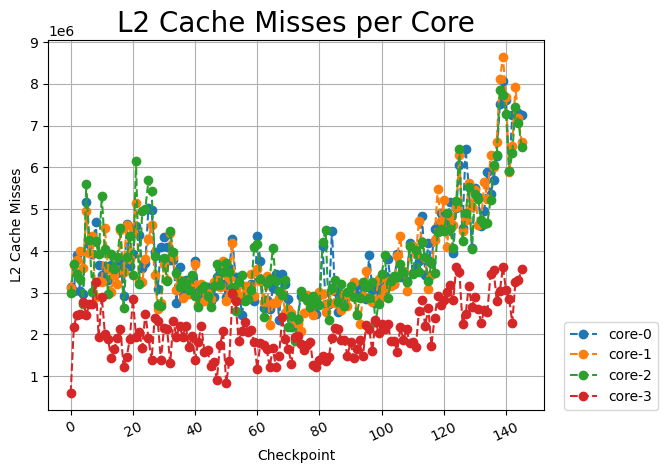 L2 Cache Misses per Core
1e6
9
8
7
6
5
4
3
2
1
L2 Cache Misses
0
20
40
60
80
100
120
140
Checkpoint
core-0
core-1
core-2
core-3